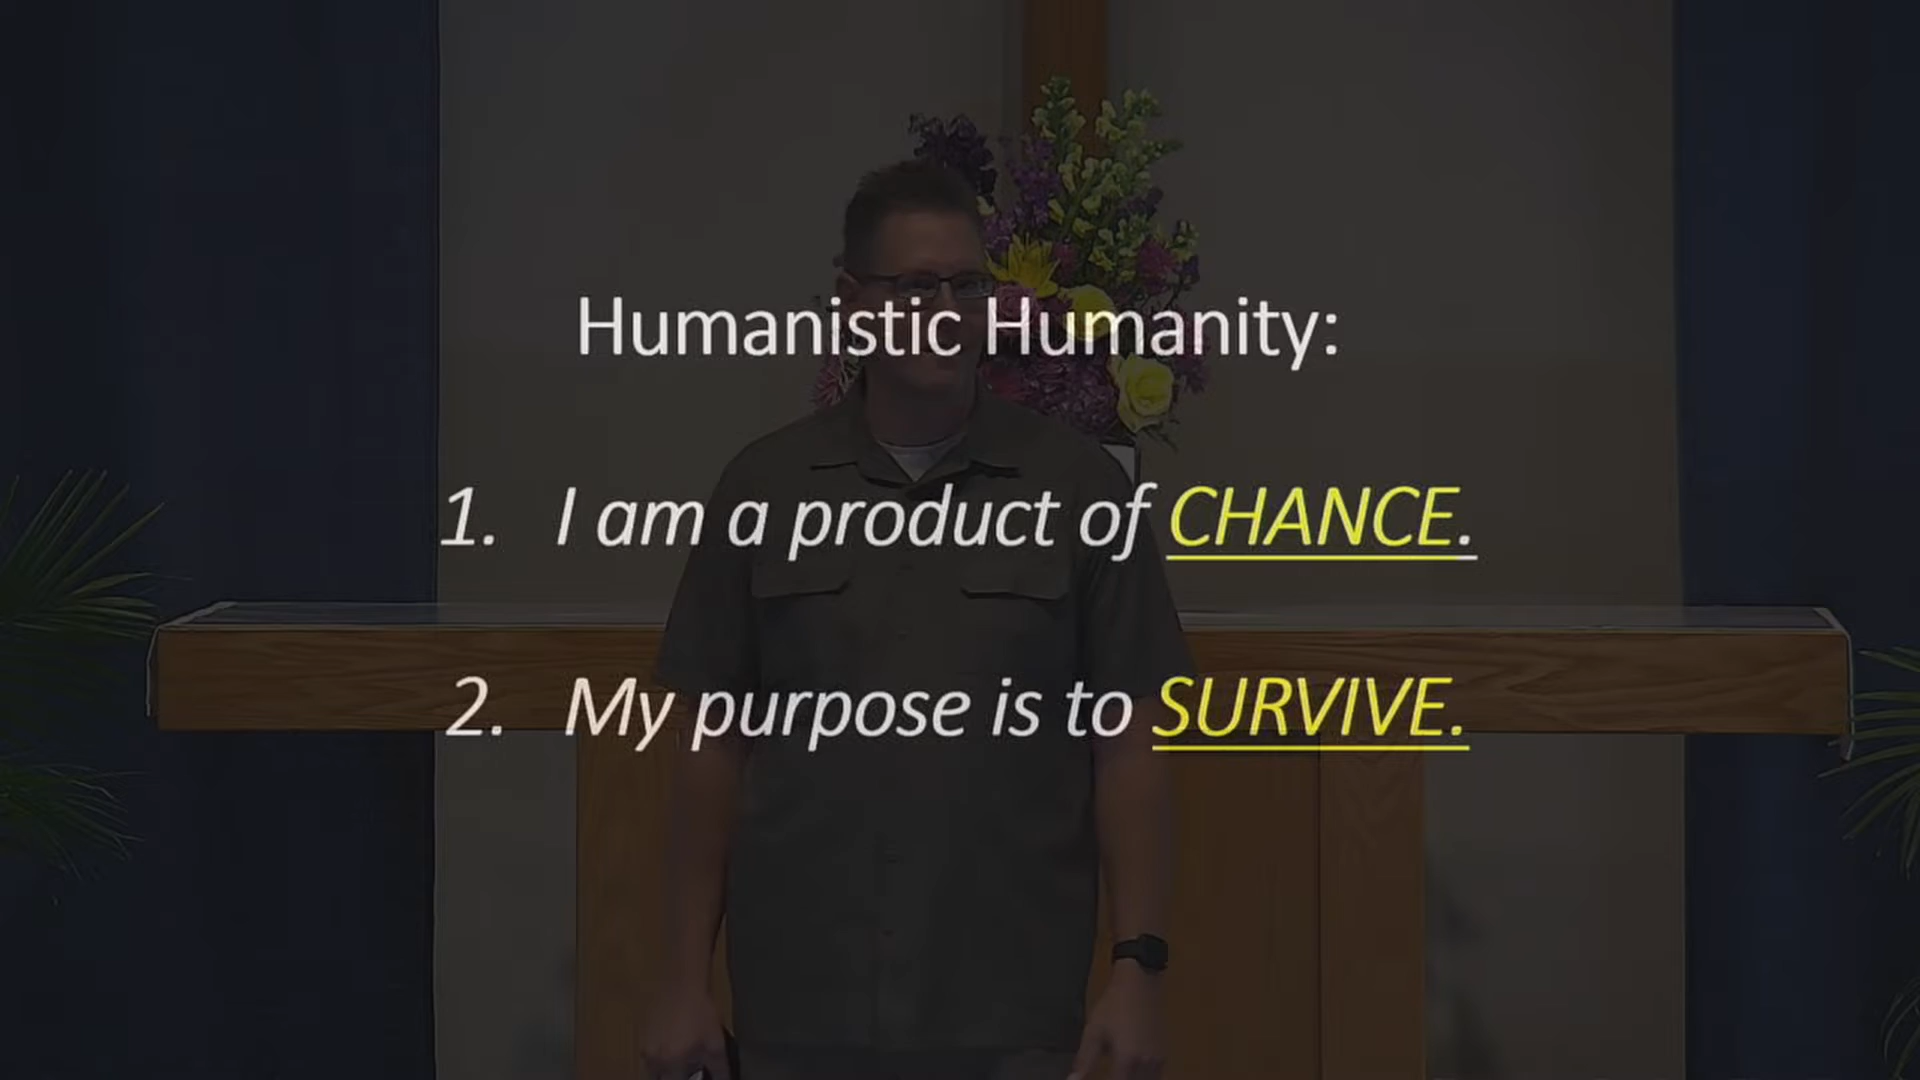 Humanistic Humanity:
1. I am a product of CHANCE.
2. My purpose is to SURVIVE.